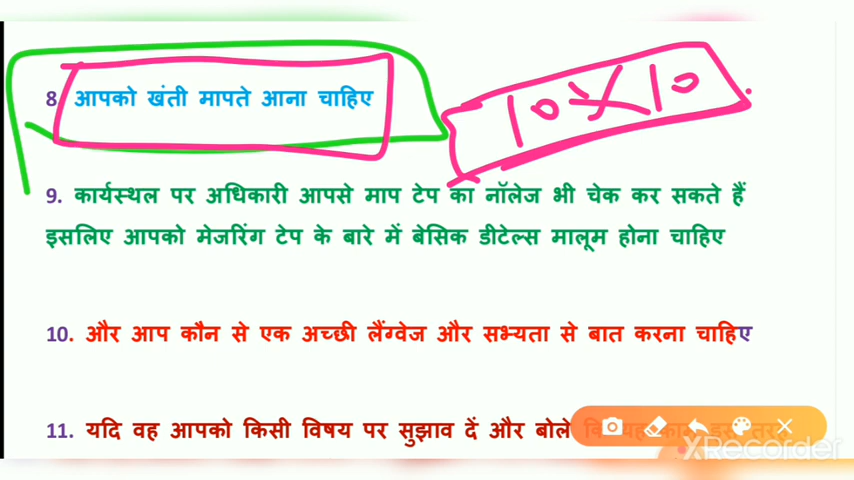 8. आपको खंती मापते आना चाहिए
10x10
9. कार्यस्थल पर अधिकारी आपसे माप टेप का नॉलेज भी चेक कर सकते हैं
इसलिए आपको मेजरिंग टेप के बारे में बेसिक डीटेल्स मालूम होना चाहिए
10. और आप कौन से एक अच्छी लैंग्वेज और सभ्यता से बात करना चाहिए
11. यदि वह आपको किसी विषय पर सुझाव दें और बोले
XRecorder